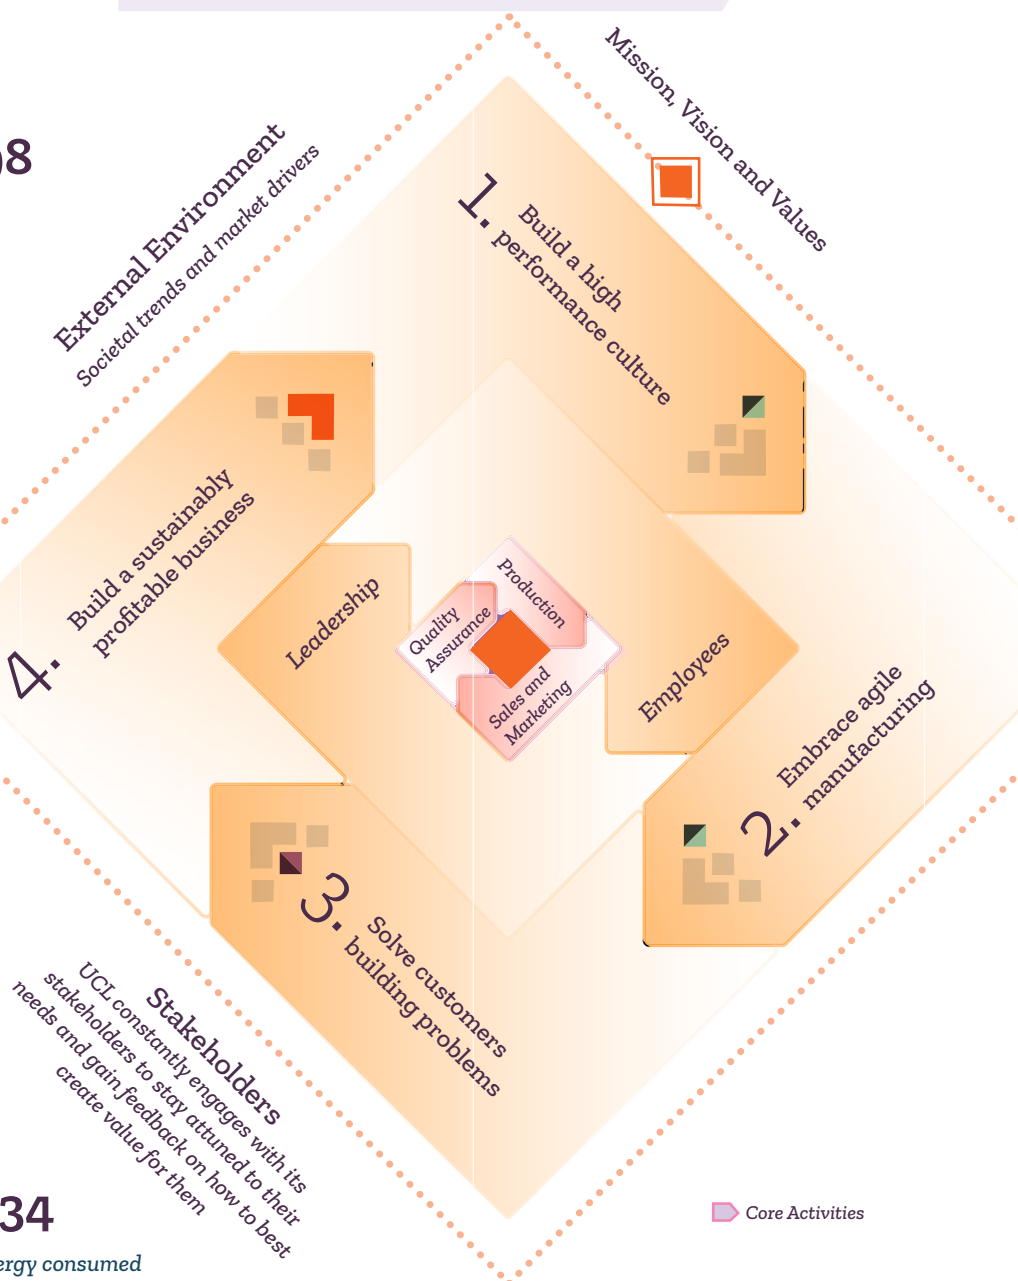 Mission, Vision and Values
External Environment
Societal trends and market drivers
1.
Build a high
performance culture
4.
Build a sustainably
profitable business
Leadership
Quality
Assurance
Production
Sales and
Marketing
Employees
2.
Embrace agile
manufacturing
3.
Solve customers
building problems
Stakeholders
UCL constantly engages with its
stakeholders to stay attuned to their
needs and gain feedback on how to best
create value for them
34
consumed
Core Activities